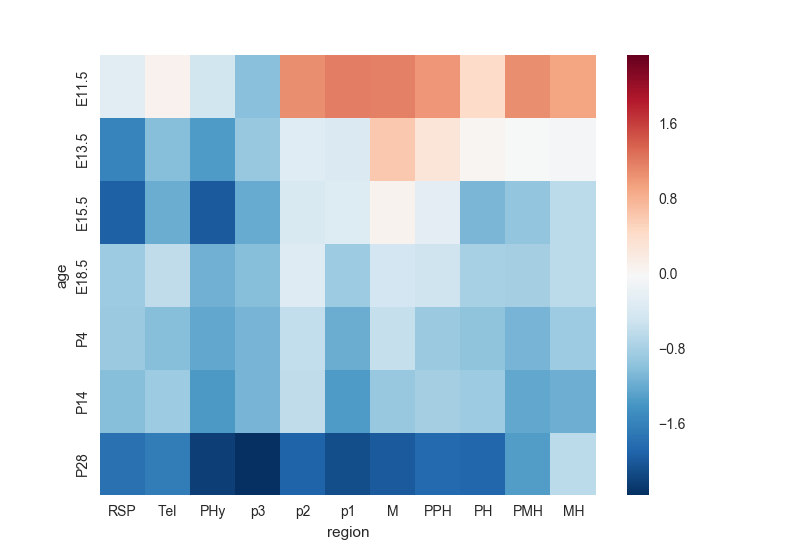 E11.5
E13.5
E15.5
E18.5
P4
P14
P28
age
RSP Tel PHy p3 p2 p1 M PPH PH PMH MH
region
1.6
0.8
0.0
−0.8
−1.6